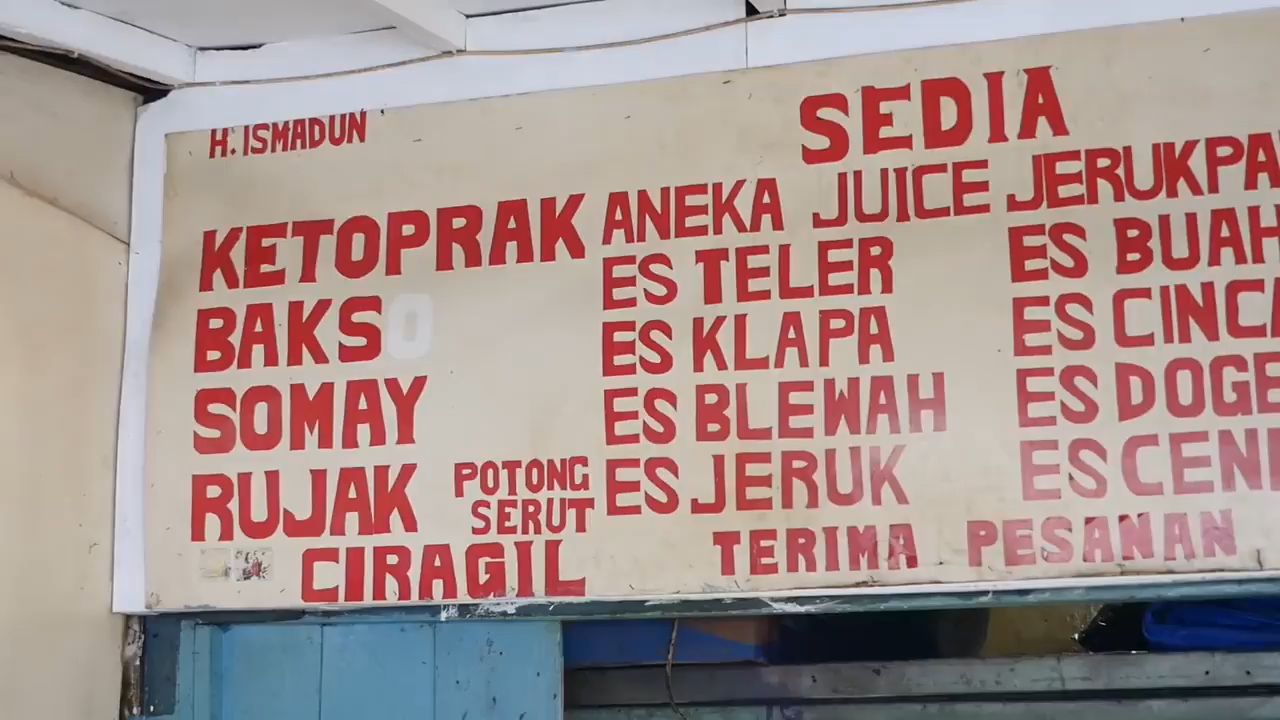 H. ISMADUN
SEDIA
KETOPRAK
BAKSO
SOMAY
RUJAK POTONG SERUT
CIRAGIL
ANEKA JUICE
ES TELER
ES KLAPA
ES BLEWAH
ES JERUK
JERUKPA
ES BUAH
ES CINCA
ES DOGE
ES CEN
TERIMA PESANAN